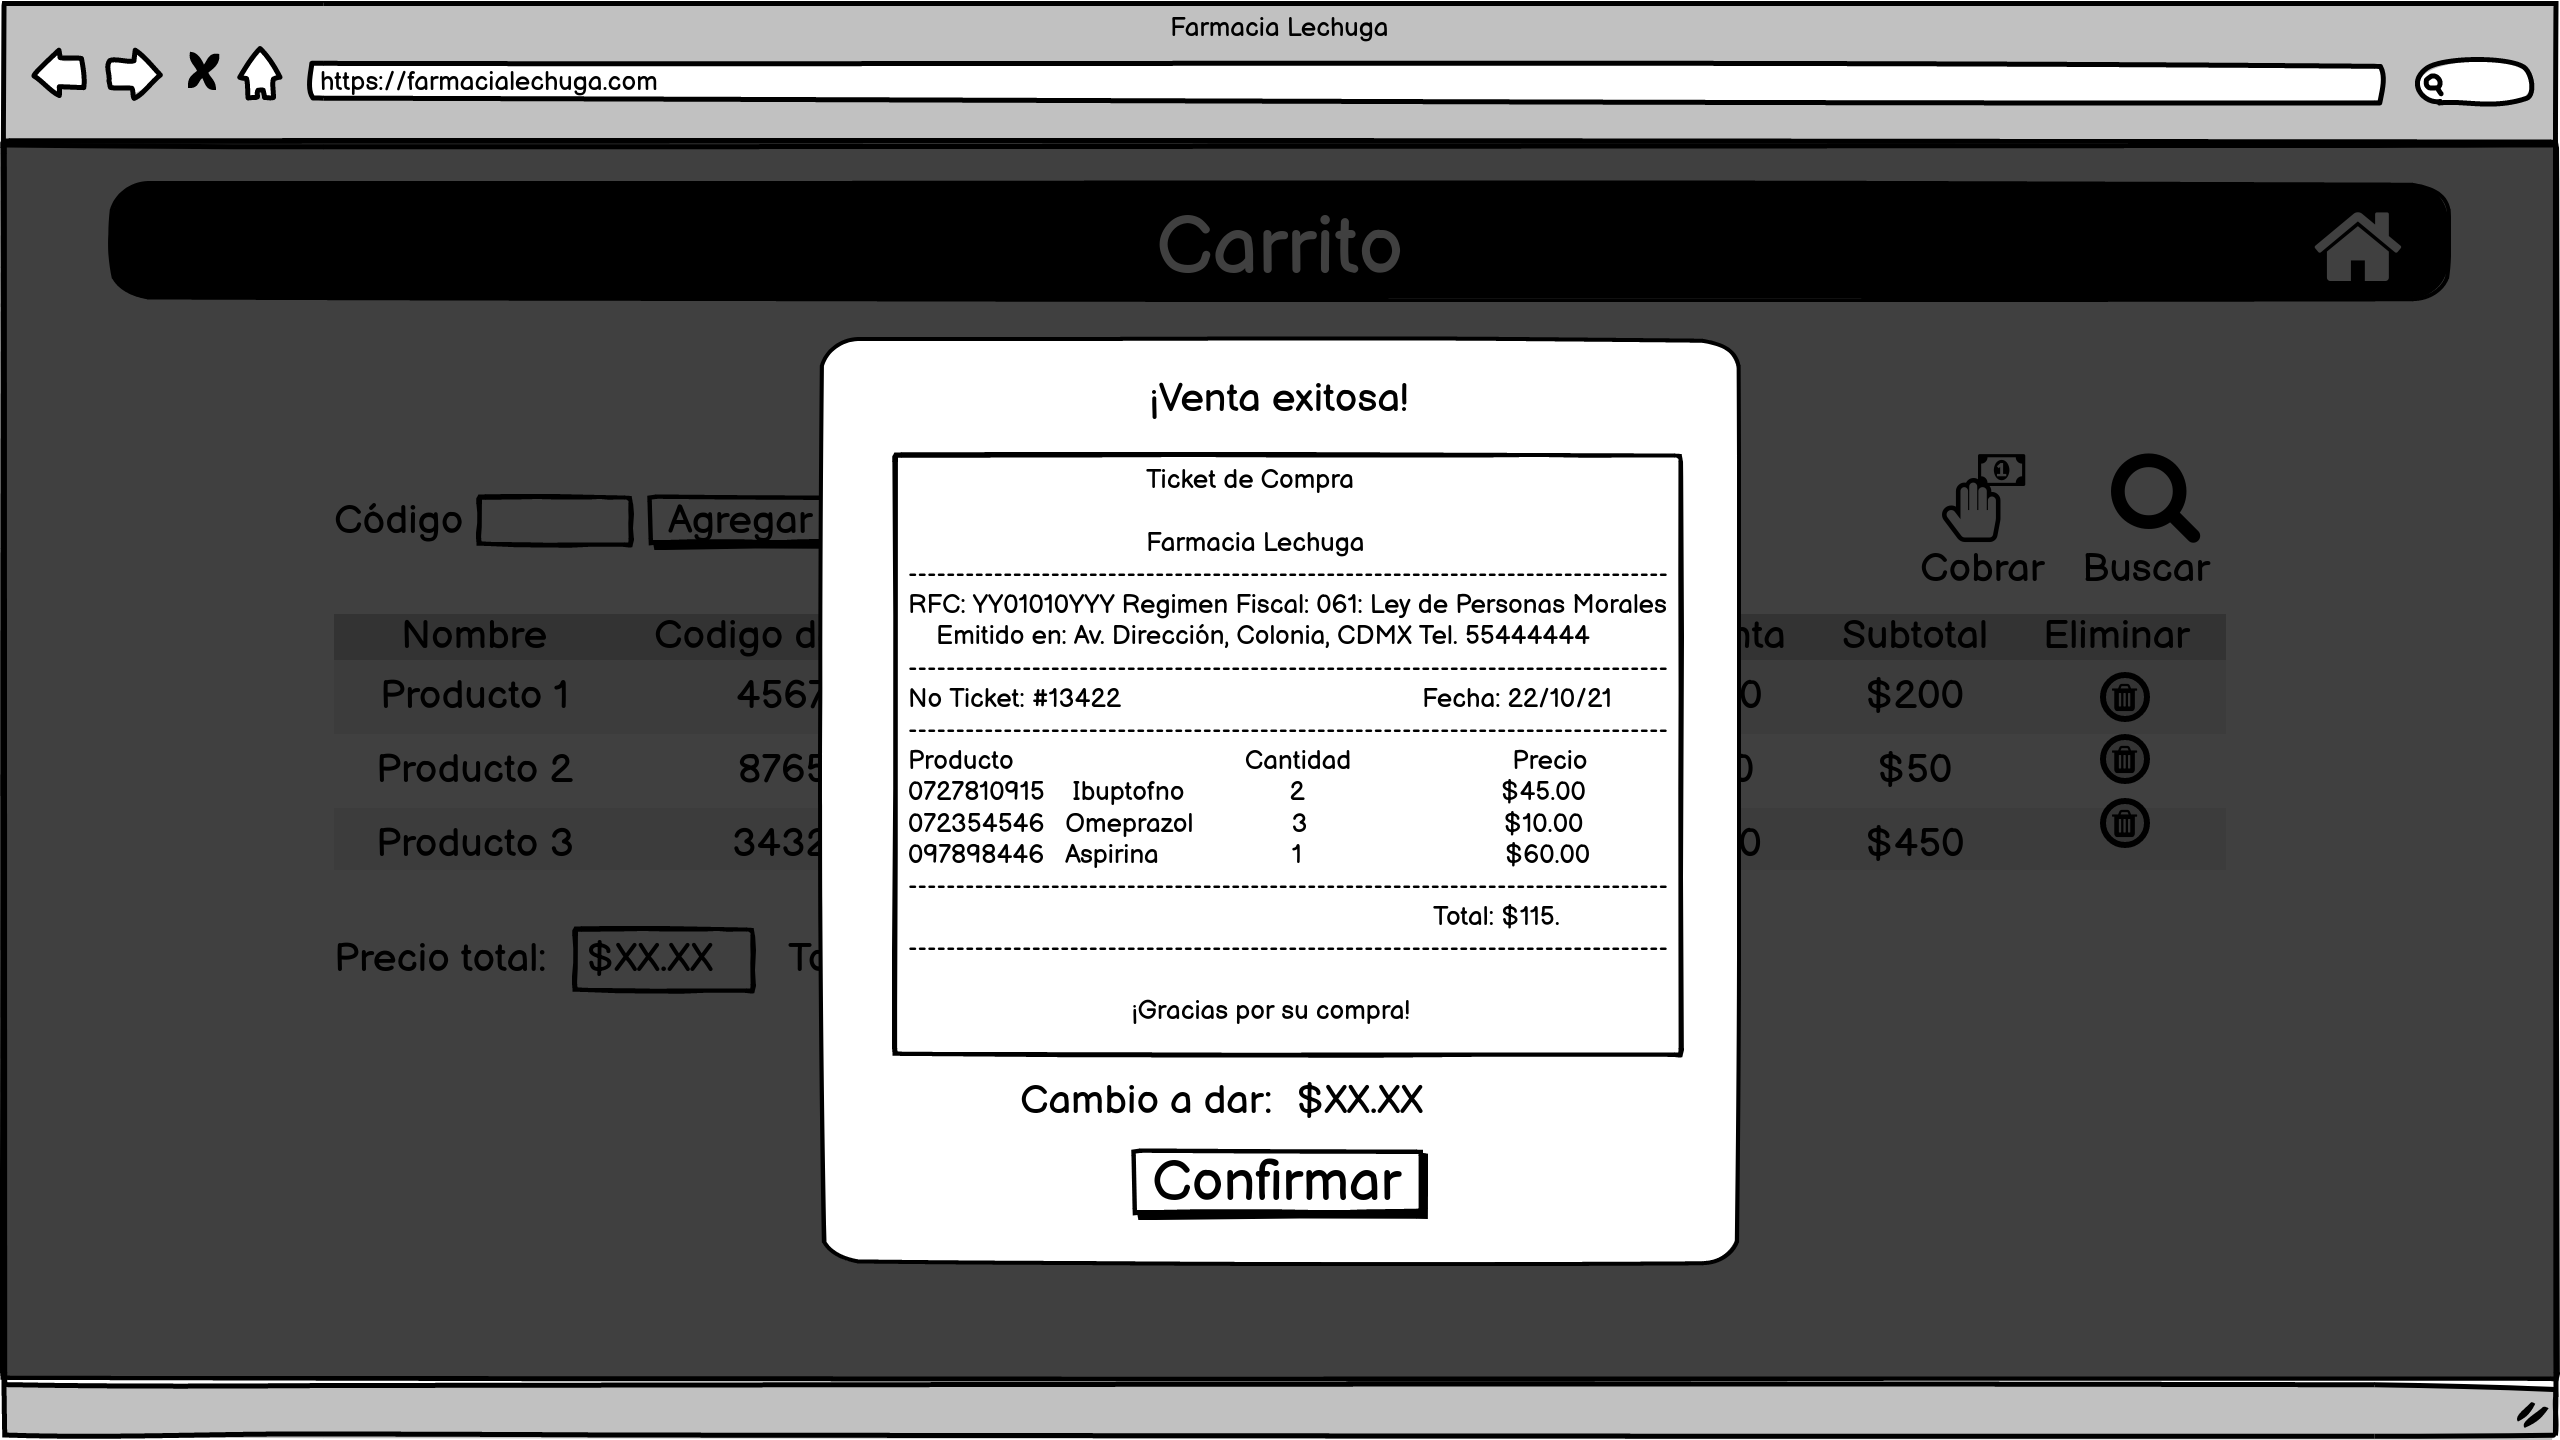 Farmacia Lechuga
https://farmacialechuga.com
Carrito
¡Venta exitosa!
Ticket de Compra
Farmacia Lechuga
--------------------------------------------------------------------------------
RFC: YY01010YYY Regimen Fiscal: 061: Ley de Personas Morales
Emitido en: Av. Dirección, Colonia, CDMX Tel. 55444444
--------------------------------------------------------------------------------
No Ticket: #13422 Fecha: 22/10/21
--------------------------------------------------------------------------------
Producto Cantidad Precio
0727810915 Ibuptofno 2 $45.00
072354546 Omeprazol 3 $10.00
097898446 Aspirina 1 $60.00
--------------------------------------------------------------------------------
Total: $115.
--------------------------------------------------------------------------------
¡Gracias por su compra!
Cambio a dar: $XX.XX
Confirmar
Código Agregar
1
Cobrar Buscar
Nombre Codigo d nta Subtotal Eliminar
Producto 1 4567 0 $200
Producto 2 8765 0 $50
Producto 3 3432 0 $450
Precio total: $XX.XX To